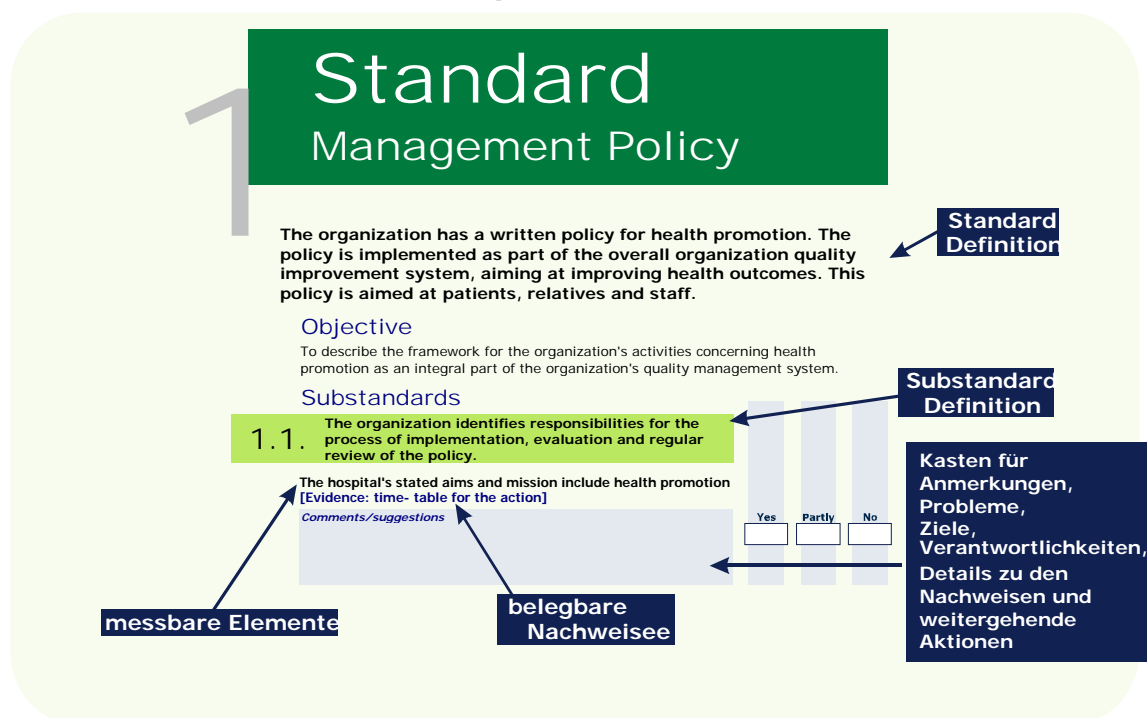 1
Standard
Management Policy
Standard
Definition
The organization has a written policy for health promotion. The
policy is implemented as part of the overall organization quality
improvement system, aiming at improving health outcomes. This
policy is aimed at patients, relatives and staff.
Objective
To describe the framework for the organization's activities concerning health
promotion as an integral part of the organization's quality management system.
Substandard
Definition
Substandards
1.1.
The organization identifies responsibilities for the
process of implementation, evaluation and regular
review of the policy.
The hospital's stated aims and mission include health promotion
[Evidence: time- table for the action]
Comments/suggestions
Yes Partly No
Kasten für
Anmerkungen,
Probleme,
Ziele,
Verantwortlichkeiten,
Details zu den
Nachweisen und
weitergehende
Aktionen
messbare Elemente
belegbare
Nachweisee